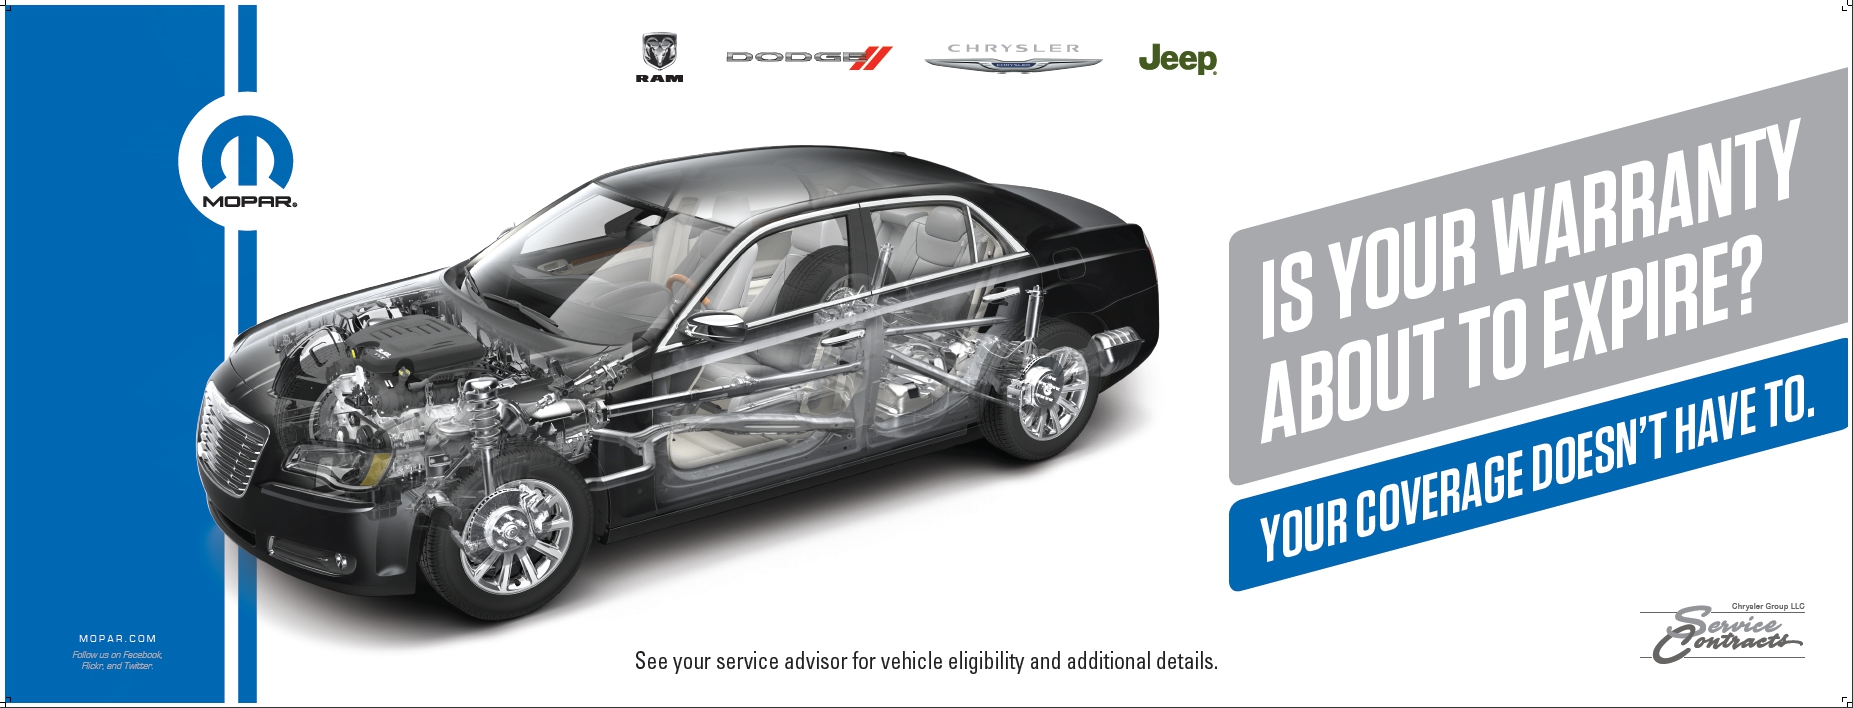 RAM
DODGE
CHRYSLER
CHRYSLER
Jeep®
MOPAR®
IS YOUR WARRANTY
ABOUT TO EXPIRE?
YOUR COVERAGE DOESN'T HAVE TO.
MOPAR.COM
Follow us on Facebook,
Flickr, and Twitter.
See your service advisor for vehicle eligibility and additional details.
Chrysler Group LLC
Service
Contracts